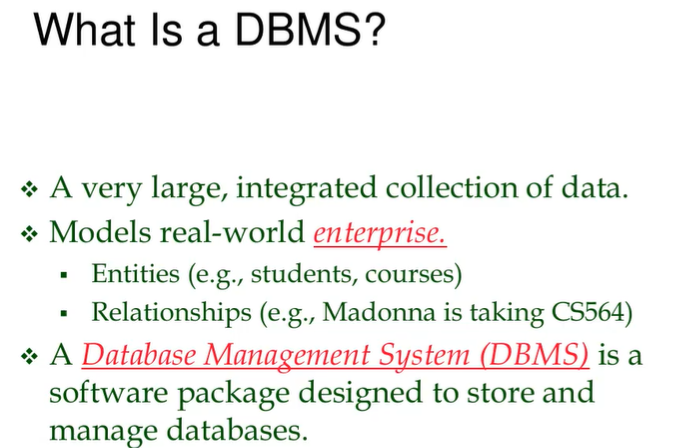 What Is a DBMS?
❖ A very large, integrated collection of data.
❖ Models real-world enterprise.
▪ Entities (e.g., students, courses)
▪ Relationships (e.g., Madonna is taking CS564)
❖ A Database Management System (DBMS) is a
software package designed to store and
manage databases.